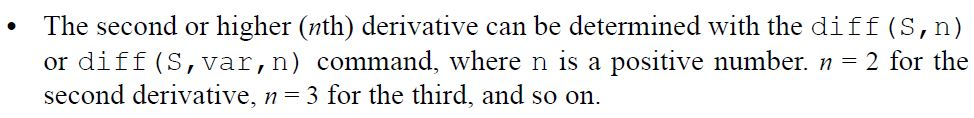 • The second or higher (nth) derivative can be determined with the diff(S,n)
or diff(S,var,n) command, where n is a positive number. n = 2 for the
second derivative, n = 3 for the third, and so on.